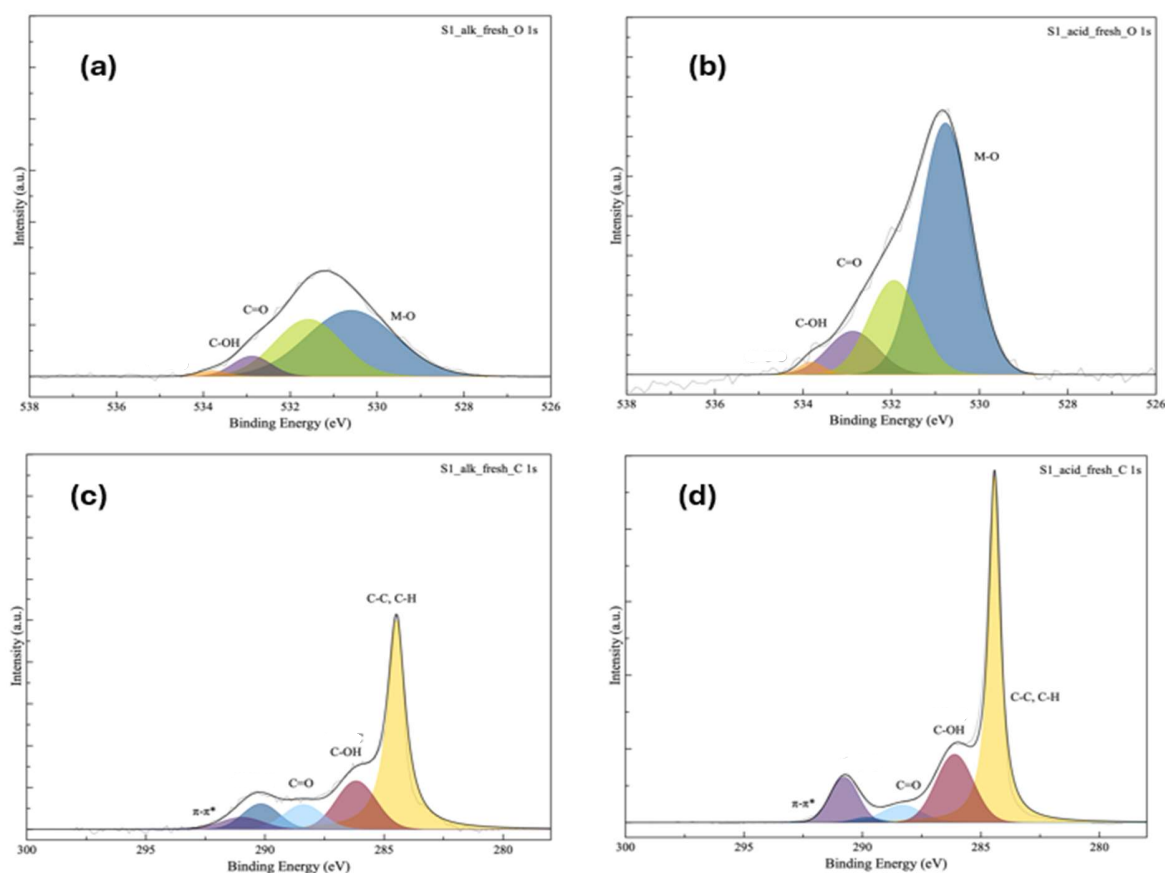 S1_alk_fresh_O 1s
(a)
C=O
C-OH
M-O
Intensity (a.u.)
538 536 534 532 530 528 526
Binding Energy (eV)
S1_acid_fresh_O 1s
(b)
M-O
C=O
C-OH
Intensity (a.u.)
538 536 534 532 530 528 526
Binding Energy (eV)
S1_alk_fresh_C 1s
(c)
C-C, C-H
C-OH
C=O
π-π*
Intensity (a.u.)
300 295 290 285 280
Binding Energy (eV)
S1_acid_fresh_C 1s
(d)
C-C, C-H
C-OH
C=O
π-π*
Intensity (a.u.)
300 295 290 285 280
Binding Energy (eV)